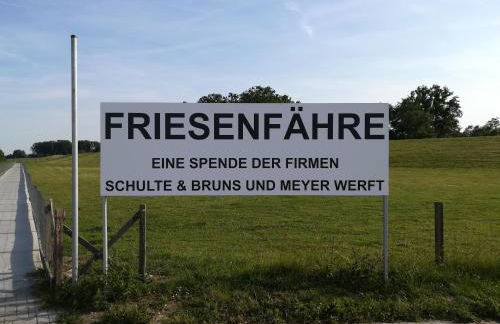 FRIESENFÄHRE
EINE SPENDE DER FIRMEN
SCHULTE & BRUNS UND MEYER WERFT